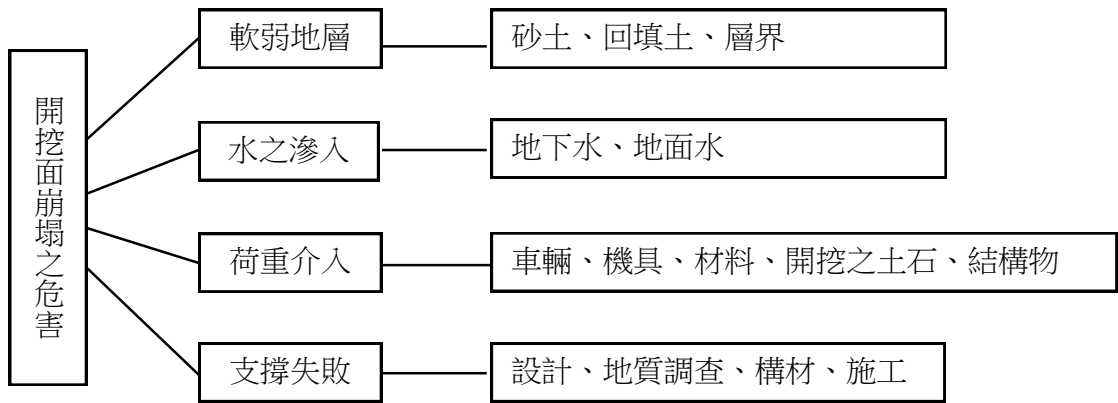 開挖面崩塌之危害
軟弱地層
砂土、回填土、層界
水之滲入
地下水、地面水
荷重介入
車輛、機具、材料、開挖之土石、結構物
支撐失敗
設計、地質調查、構材、施工